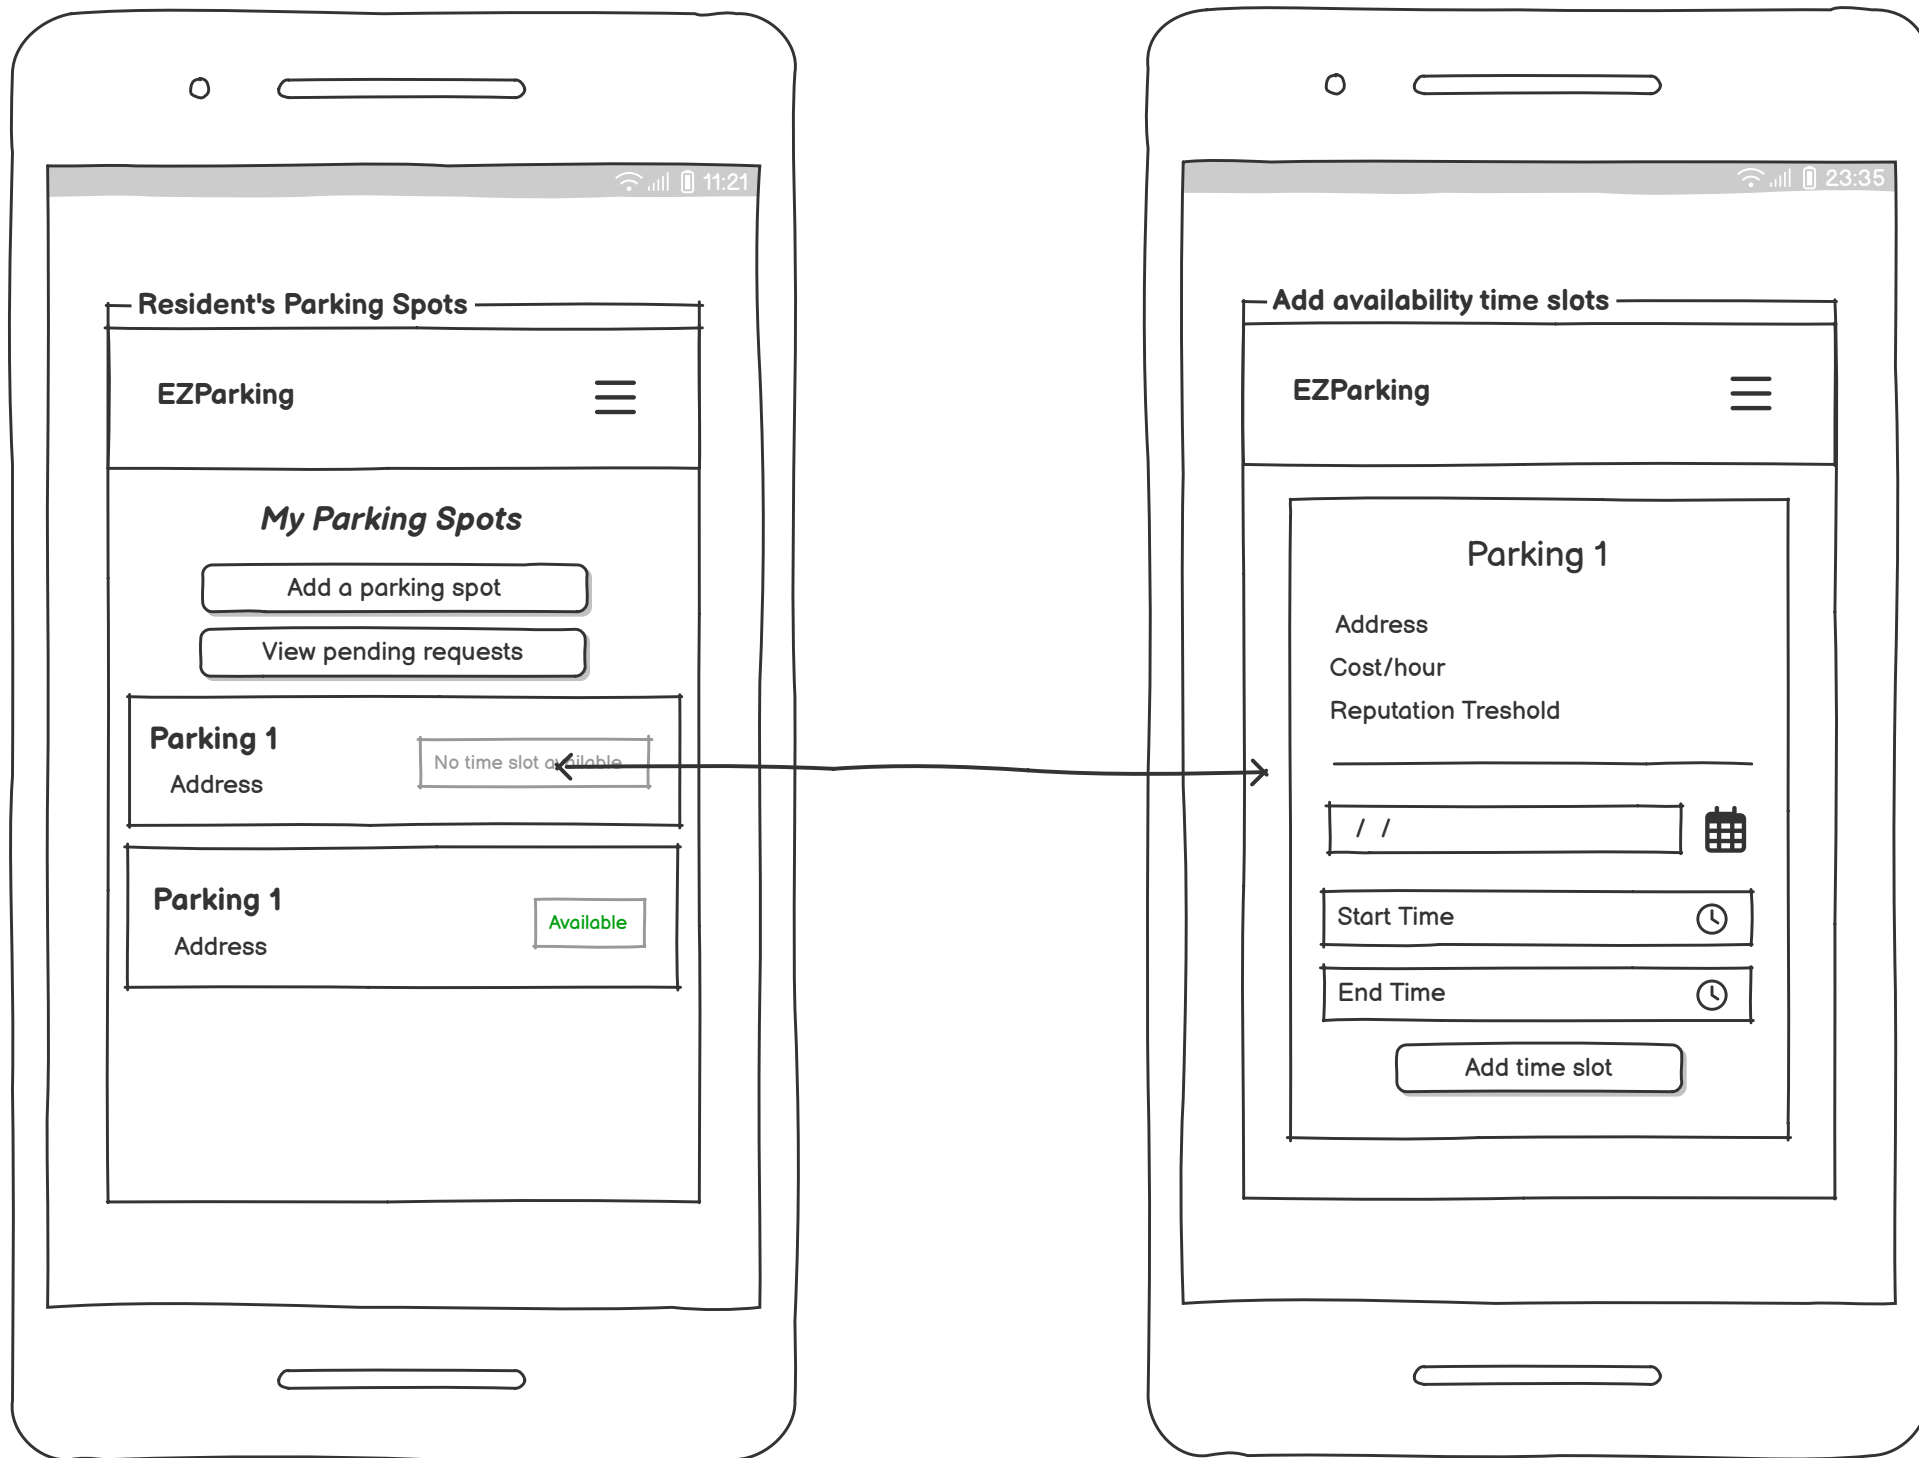 11:21
Resident's Parking Spots
EZParking
My Parking Spots
Add a parking spot
View pending requests
Parking 1
No time slot available
Address
Parking 1
Available
Address
23:35
Add availability time slots
EZParking
Parking 1
Address
Cost/hour
Reputation Treshold
/ /
Start Time
End Time
Add time slot